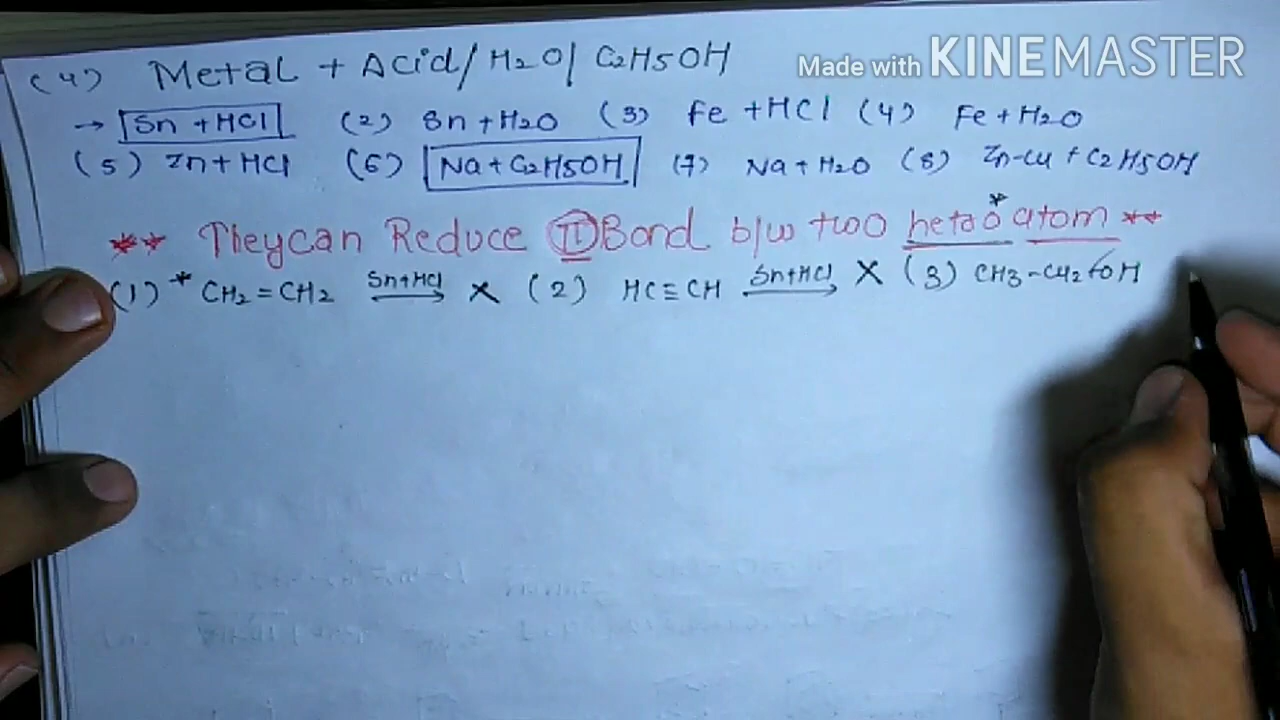 Made with KINEMASTER
(4) Metal + Acid/H2O/C2H5OH
→ Sn + HCl (2) Sn + H2O (3) Fe + HCl (4) Fe + H2O
(5) Zn + HCl (6) Na + C2H5OH (7) Na + H2O (8) Zn-Cu + C2H5OH
** They can Reduce π Bond b/w two hetao* atom **
(1) * CH2=CH2 Sn+HCl → X (2) HC≡CH Sn+HCl → X (3) CH3-CH2